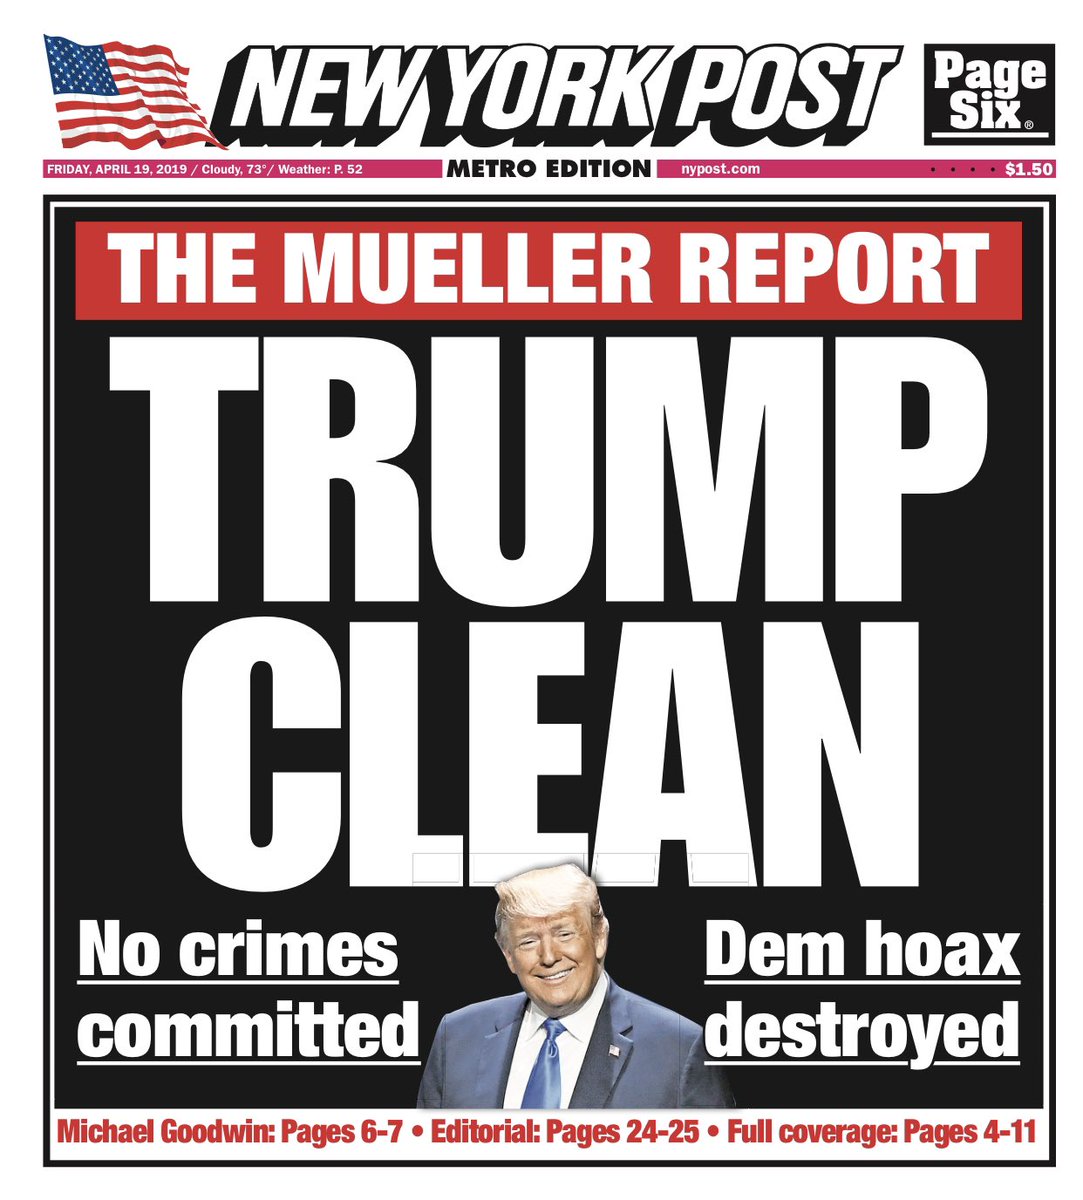 NEW YORK POST
Page
Six®
FRIDAY, APRIL 19, 2019 / Cloudy, 73°/ Weather: P. 52
METRO EDITION
nypost.com
$1.50
THE MUELLER REPORT
TRUMP
CLEAN
No crimes
committed
Dem hoax
destroyed
Michael Goodwin: Pages 6-7 • Editorial: Pages 24-25 • Full coverage: Pages 4-11